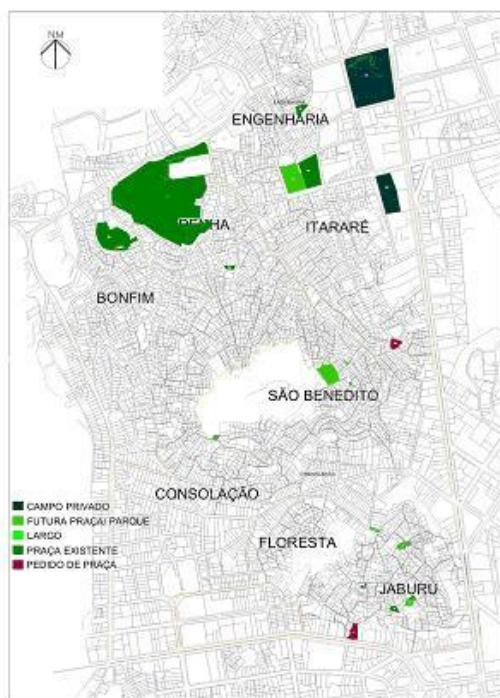 NM
ENGENHARIA
PENHA
ITARARÉ
BONFIM
SÃO BENEDITO
CONSOLAÇÃO
CAMPO PRIVADO
FUTURA PRAÇA/ PARQUE
LARGO
PRAÇA EXISTENTE
PEDIDO DE PRAÇA
FLORESTA
JABURU